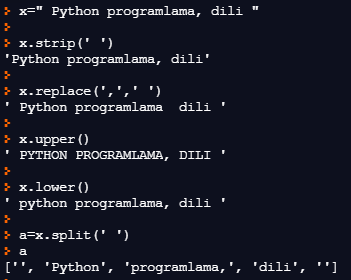 > x=" Python programlama, dili "
>
> x.strip(' ')
'Python programlama, dili'
>
> x.replace(',',' ')
' Python programlama  dili '
>
> x.upper()
' PYTHON PROGRAMLAMA, DILI '
>
> x.lower()
' python programlama, dili '
>
> a=x.split(' ')
> a
['', 'Python', 'programlama,', 'dili', '']